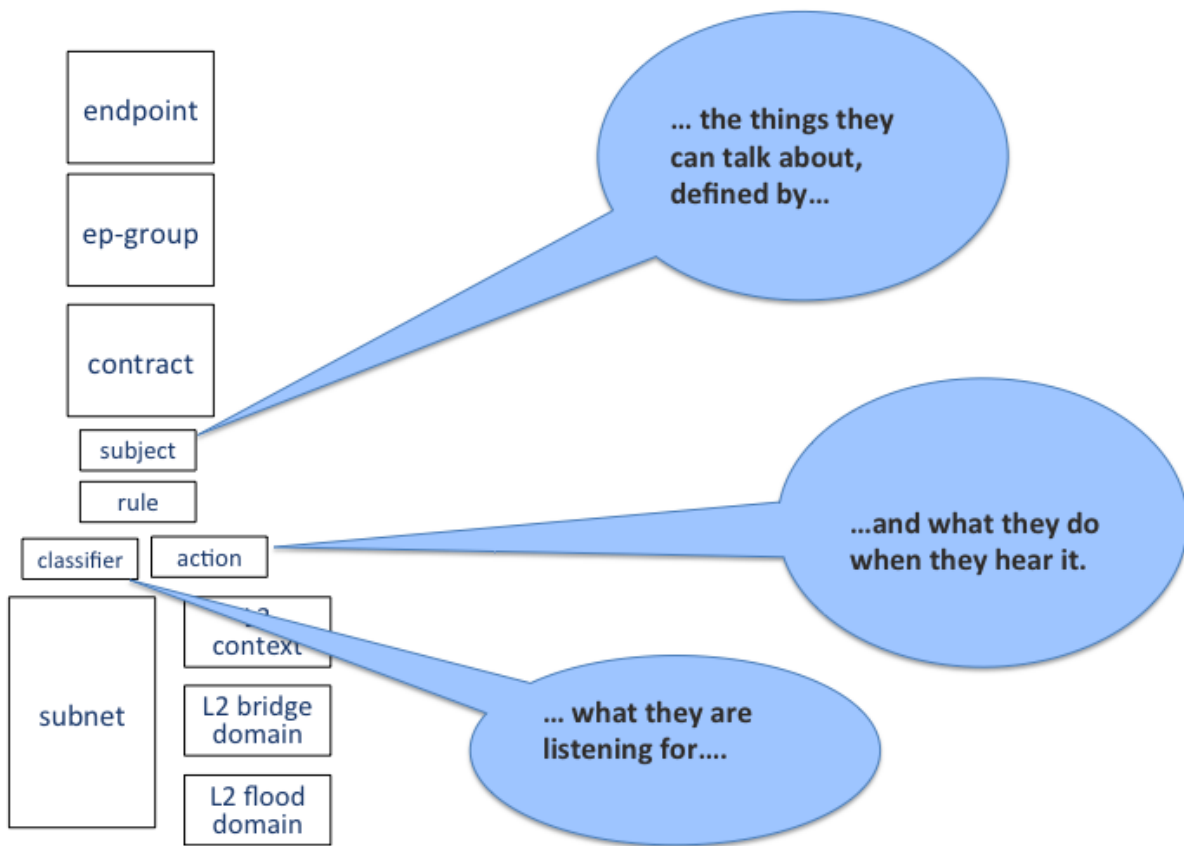 endpoint
… the things they
can talk about,
defined by…
ep-group
contract
subject
rule
classifier
action
…and what they do
when they hear it.
subnet
context
L2 bridge
domain
… what they are
listening for….
L2 flood
domain